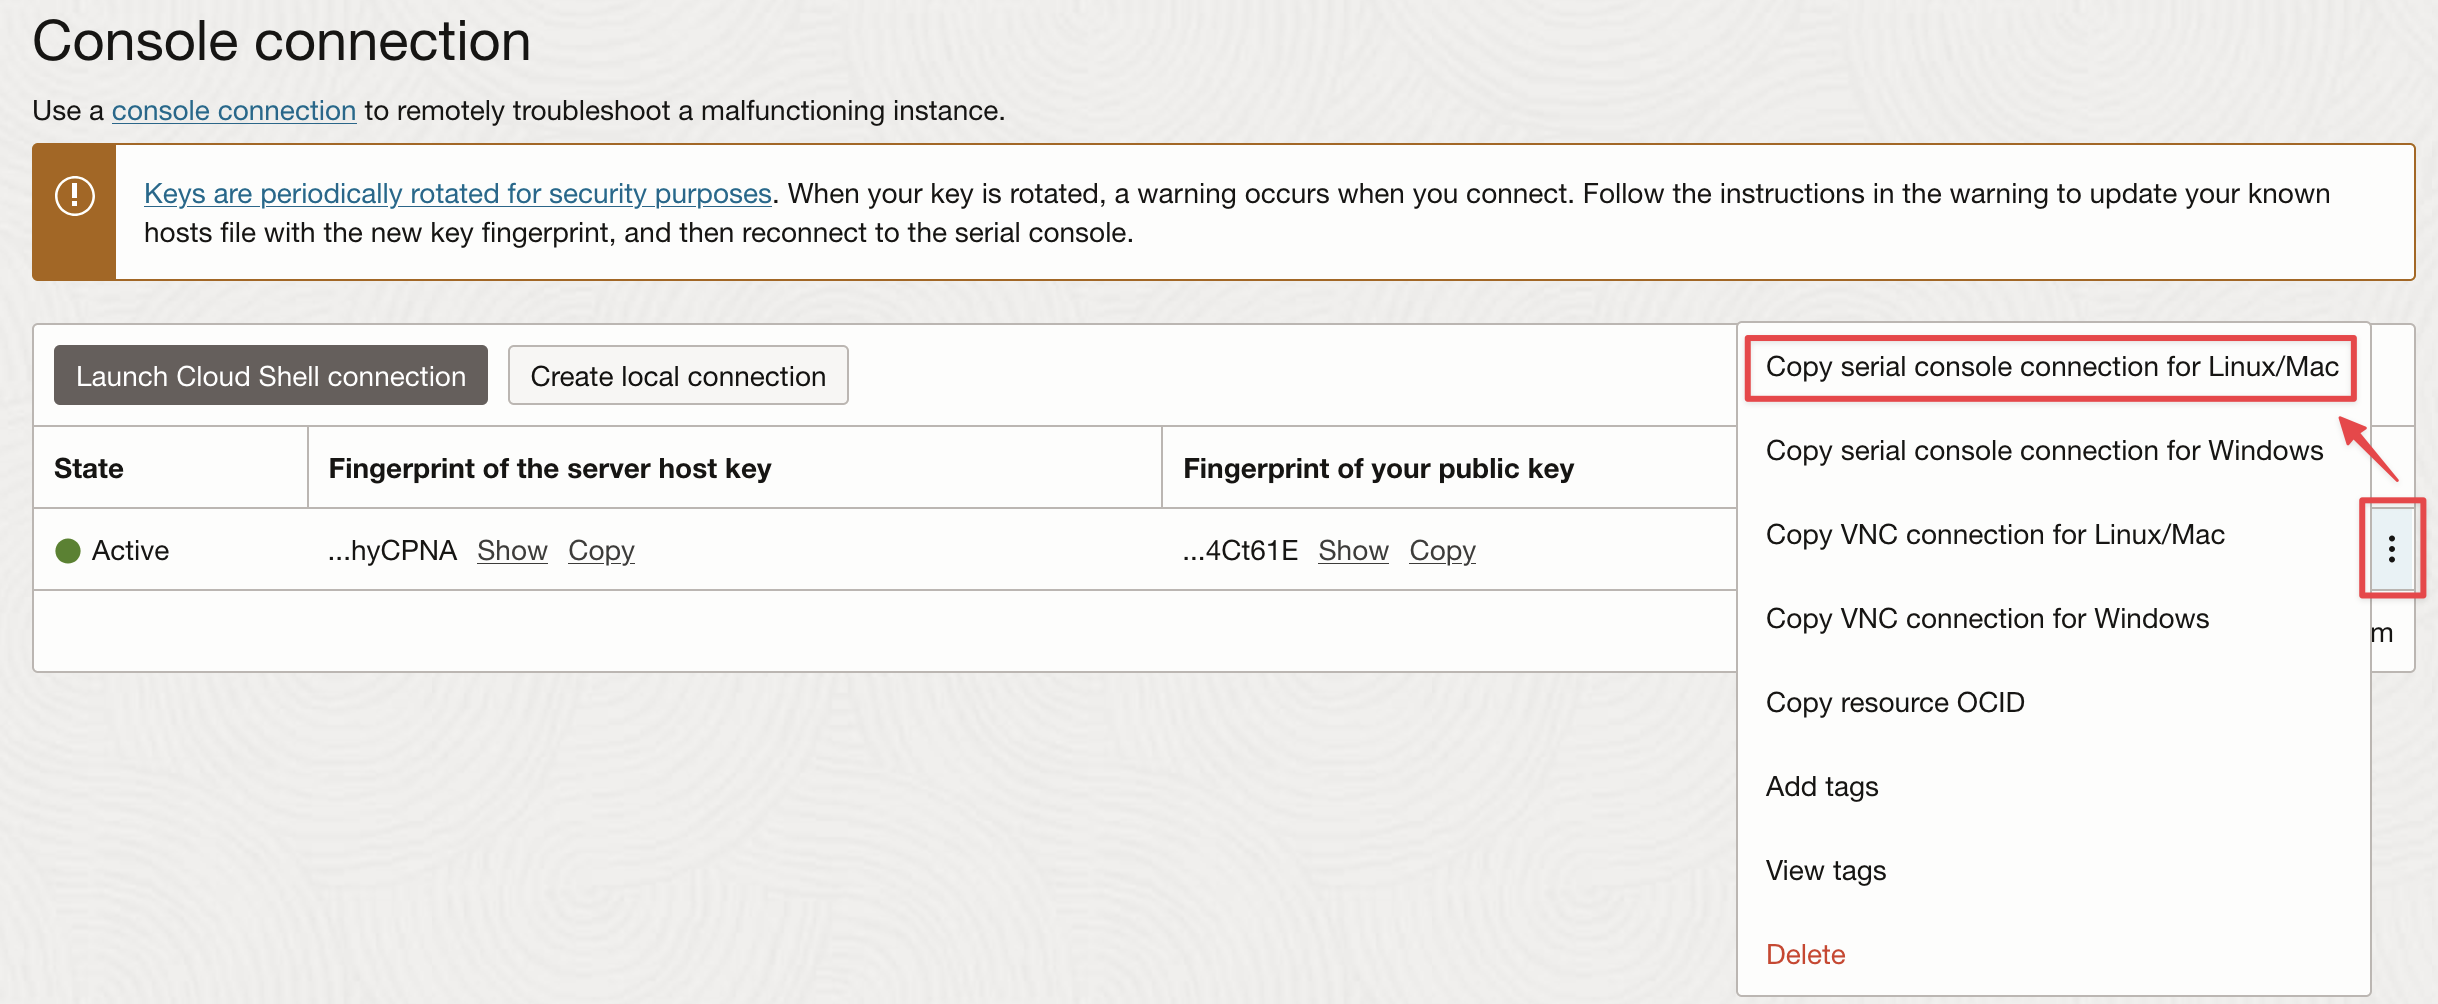 Console connection
Use a console connection to remotely troubleshoot a malfunctioning instance.
Keys are periodically rotated for security purposes. When your key is rotated, a warning occurs when you connect. Follow the instructions in the warning to update your known
hosts file with the new key fingerprint, and then reconnect to the serial console.
Launch Cloud Shell connection
Create local connection
State
Fingerprint of the server host key
Fingerprint of your public key
Active
...hyCPNA Show Copy
...4Ct61E Show Copy
Copy serial console connection for Linux/Mac
Copy serial console connection for Windows
Copy VNC connection for Linux/Mac
Copy VNC connection for Windows
Copy resource OCID
Add tags
View tags
Delete